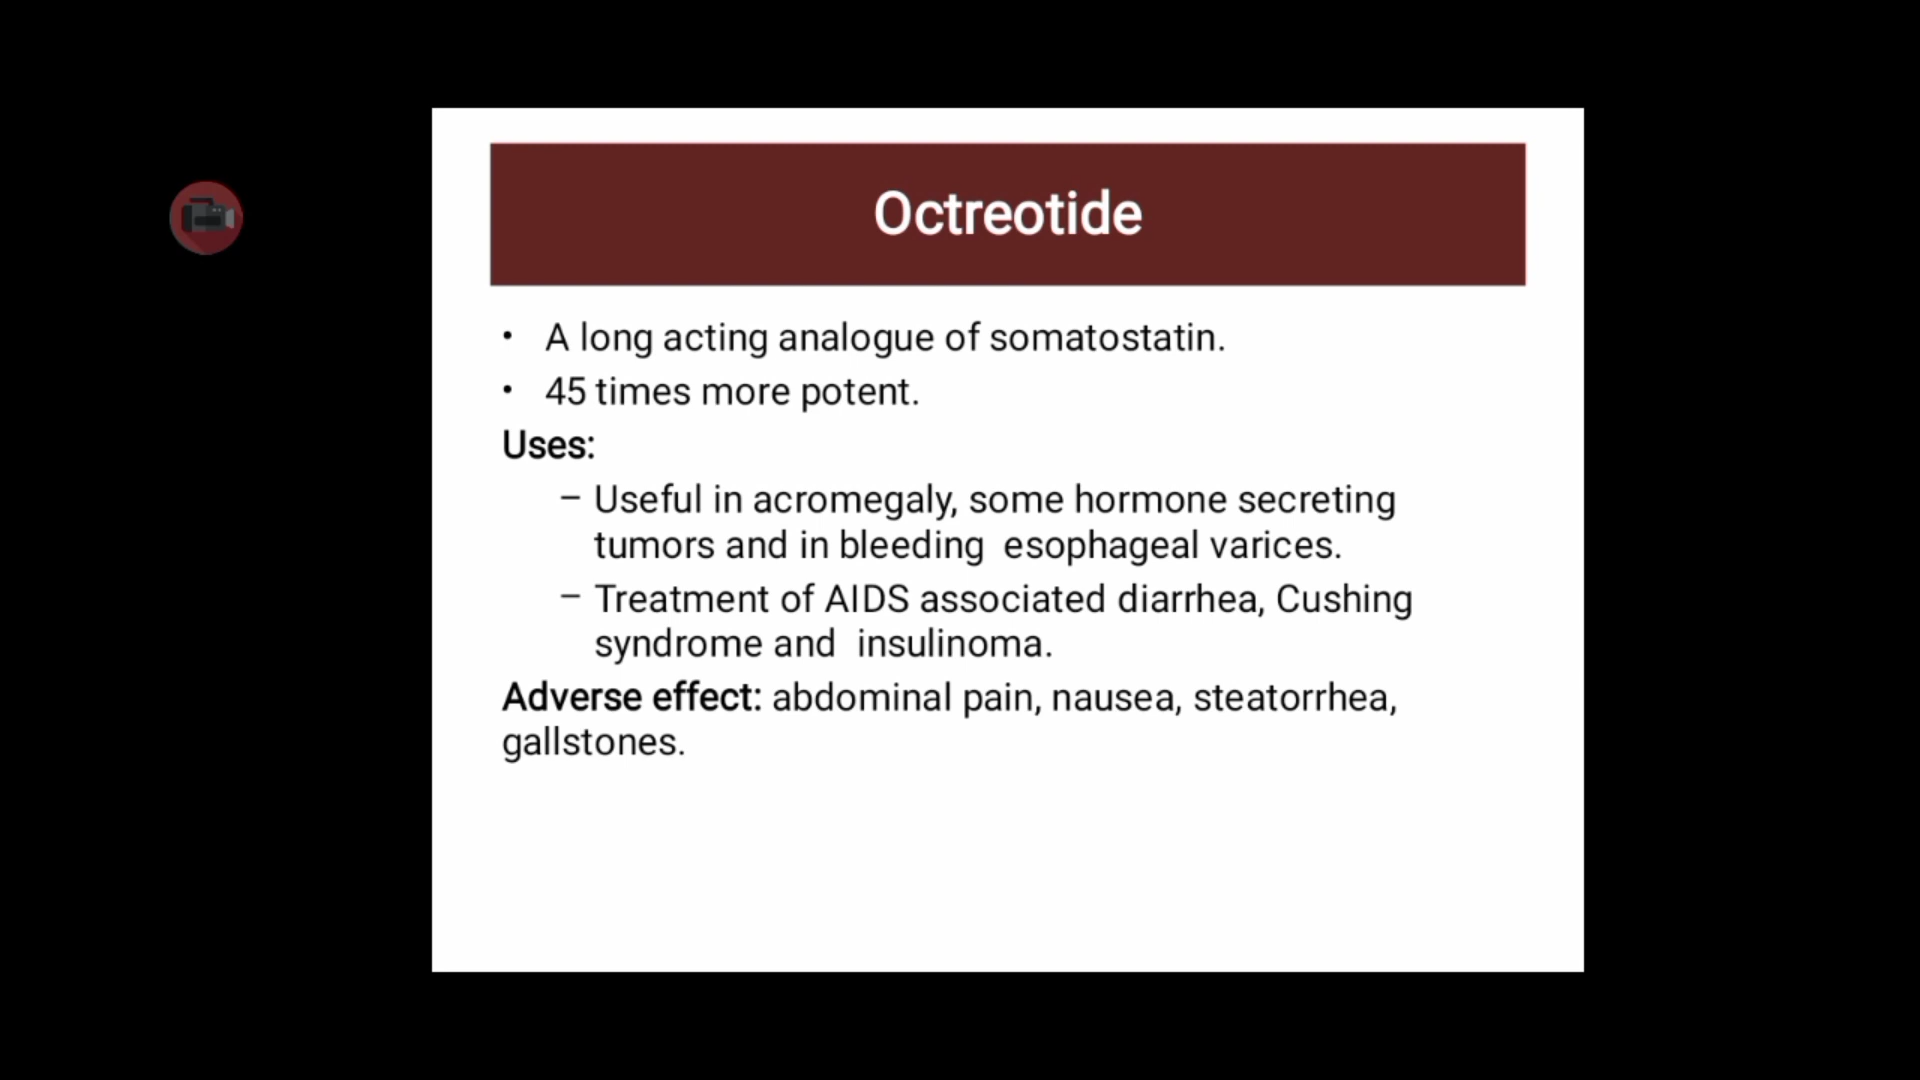 Octreotide
• A long acting analogue of somatostatin.
• 45 times more potent.
Uses:
– Useful in acromegaly, some hormone secreting
tumors and in bleeding  esophageal varices.
– Treatment of AIDS associated diarrhea, Cushing
syndrome and  insulinoma.
Adverse effect: abdominal pain, nausea, steatorrhea,
gallstones.